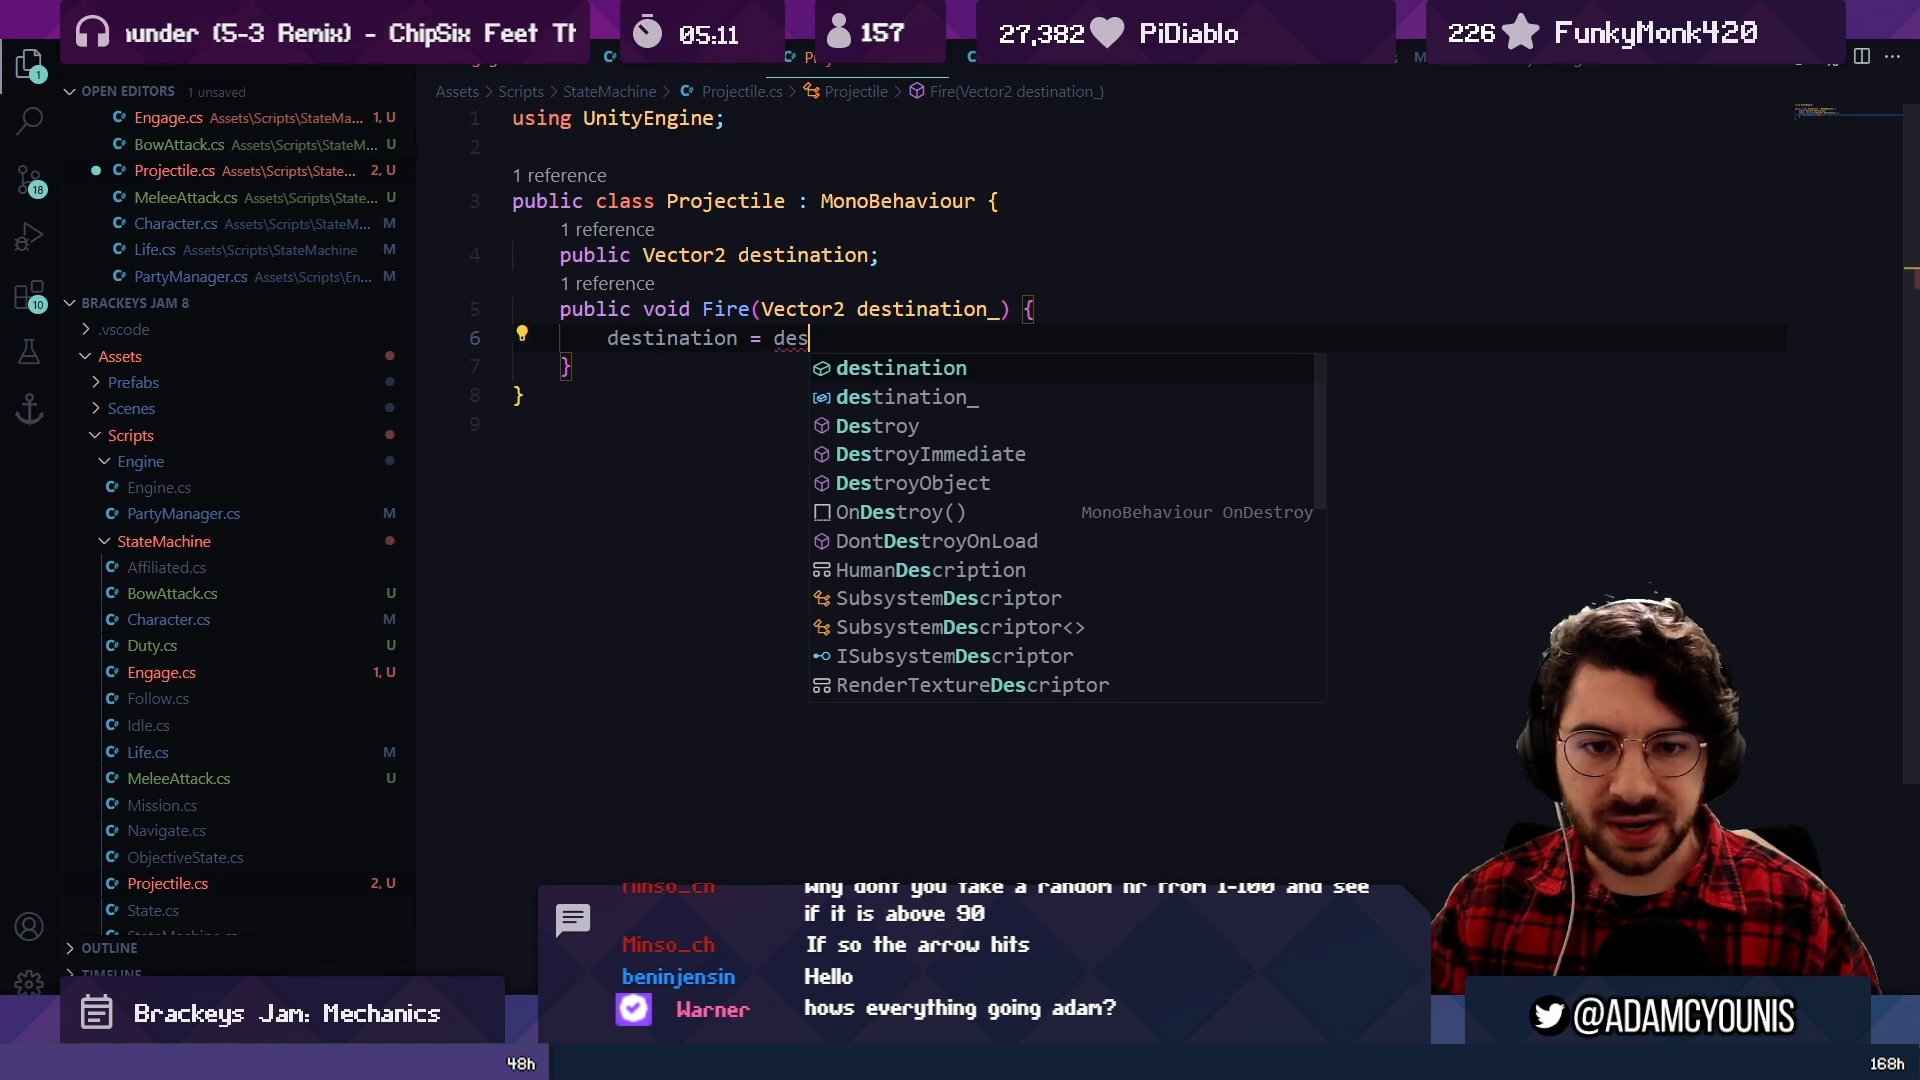 hunder (5-3 Remix) - ChipSix Feet Th
05:11
157
27,382 PiDiablo
226 FunkyMonk420
OPEN EDITORS 1 unsaved
Engage.cs Assets\Scripts\StateMa... 1, U
BowAttack.cs Assets\Scripts\StateM... U
Projectile.cs Assets\Scripts\State... 2, U
MeleeAttack.cs Assets\Scripts\State... U
Character.cs Assets\Scripts\StateM... M
Life.cs Assets\Scripts\StateMachine M
PartyManager.cs Assets\Scripts\En... M
BRACKEYS JAM 8
.vscode
Assets
Prefabs
Scenes
Scripts
Engine
Engine.cs
PartyManager.cs M
StateMachine
Affiliated.cs
BowAttack.cs U
Character.cs M
Duty.cs U
Engage.cs 1, U
Follow.cs
Idle.cs
Life.cs M
MeleeAttack.cs U
Mission.cs
Navigate.cs
ObjectiveState.cs
Projectile.cs 2, U
State.cs
OUTLINE
TIMELINE
1
18
10
Assets > Scripts > StateMachine > Projectile.cs > Projectile > Fire(Vector2 destination_)
1 using UnityEngine;
2
1 reference
3 public class Projectile : MonoBehaviour {
1 reference
4 public Vector2 destination;
1 reference
5 public void Fire(Vector2 destination_) {
6 destination = des
7 }
8 }
9
destination
destination_
Destroy
DestroyImmediate
DestroyObject
OnDestroy() MonoBehaviour OnDestroy
DontDestroyOnLoad
HumanDescription
SubsystemDescriptor
SubsystemDescriptor<>
ISubsystemDescriptor
RenderTextureDescriptor
Minso_ch Why dont you take a random nr from 1-100 and see
if it is above 90
Minso_ch If so the arrow hits
beninjensin Hello
Warner hows everything going adam?
Brackeys Jam: Mechanics
@ADAMCYOUNIS
48h
168h